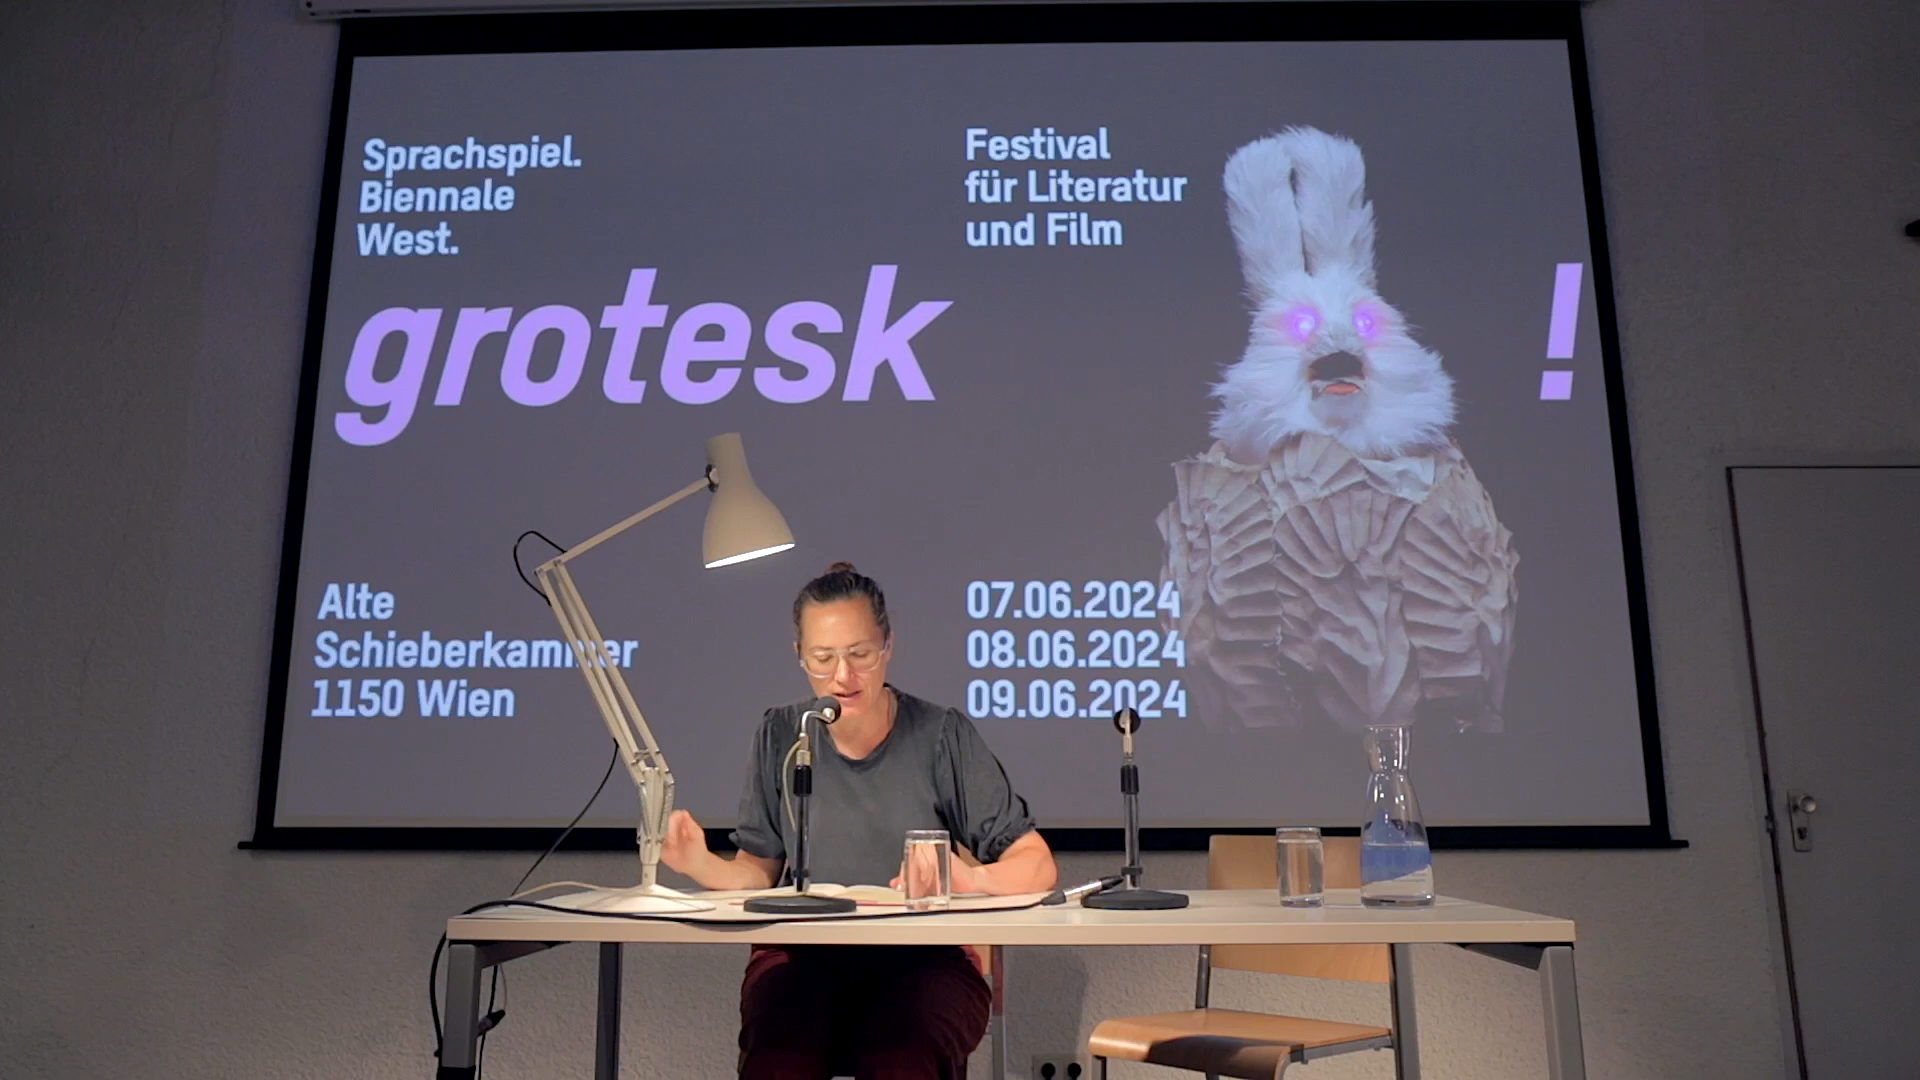 Sprachspiel.
Biennale
West.
Festival
für Literatur
und Film
grotesk !
Alte
Schieberkammer
1150 Wien
07.06.2024
08.06.2024
09.06.2024